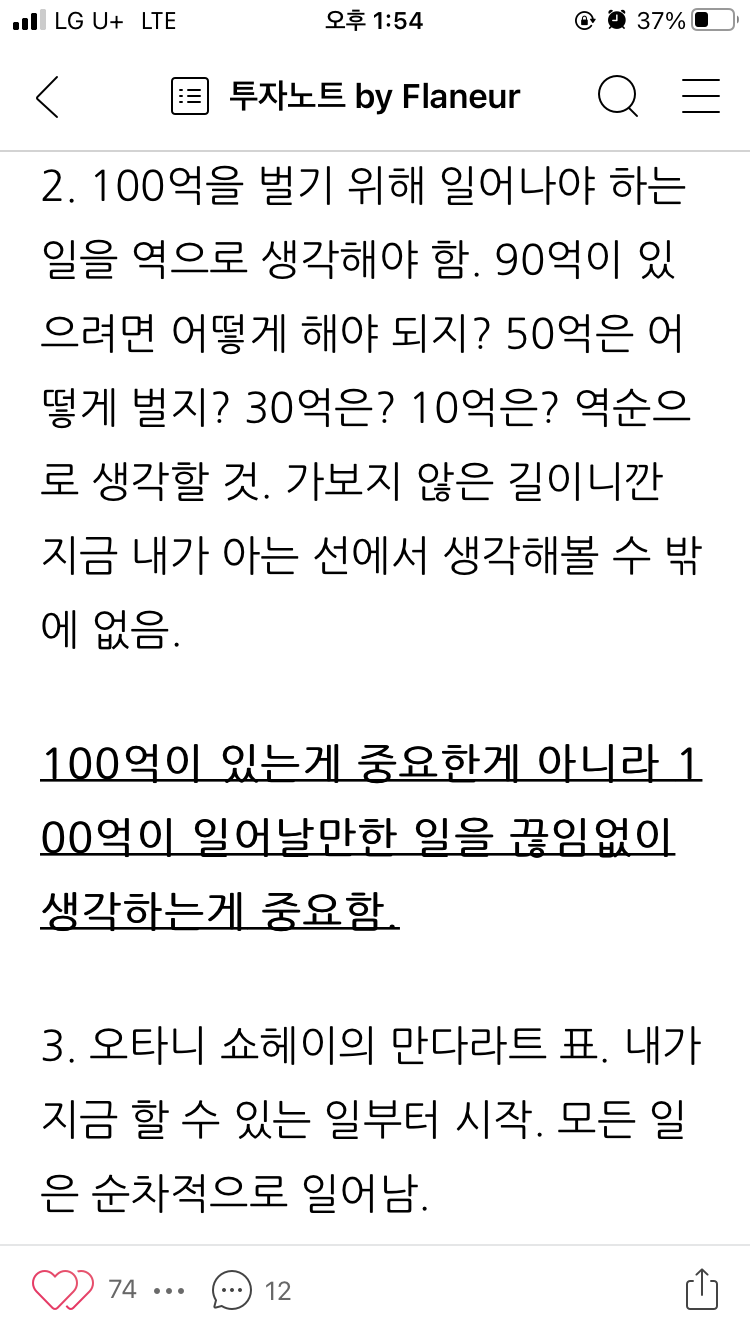 LG U+ LTE 오후 1:54 37%
투자노트 by Flaneur
2. 100억을 벌기 위해 일어나야 하는
일을 역으로 생각해야 함. 90억이 있
으려면 어떻게 해야 되지? 50억은 어
떻게 벌지? 30억은? 10억은? 역순으
로 생각할 것. 가보지 않은 길이니깐
지금 내가 아는 선에서 생각해볼 수 밖
에 없음.
100억이 있는게 중요한게 아니라 1
00억이 일어날만한 일을 끊임없이
생각하는게 중요함.
3. 오타니 쇼헤이의 만다라트 표. 내가
지금 할 수 있는 일부터 시작. 모든 일
은 순차적으로 일어남.
74 12